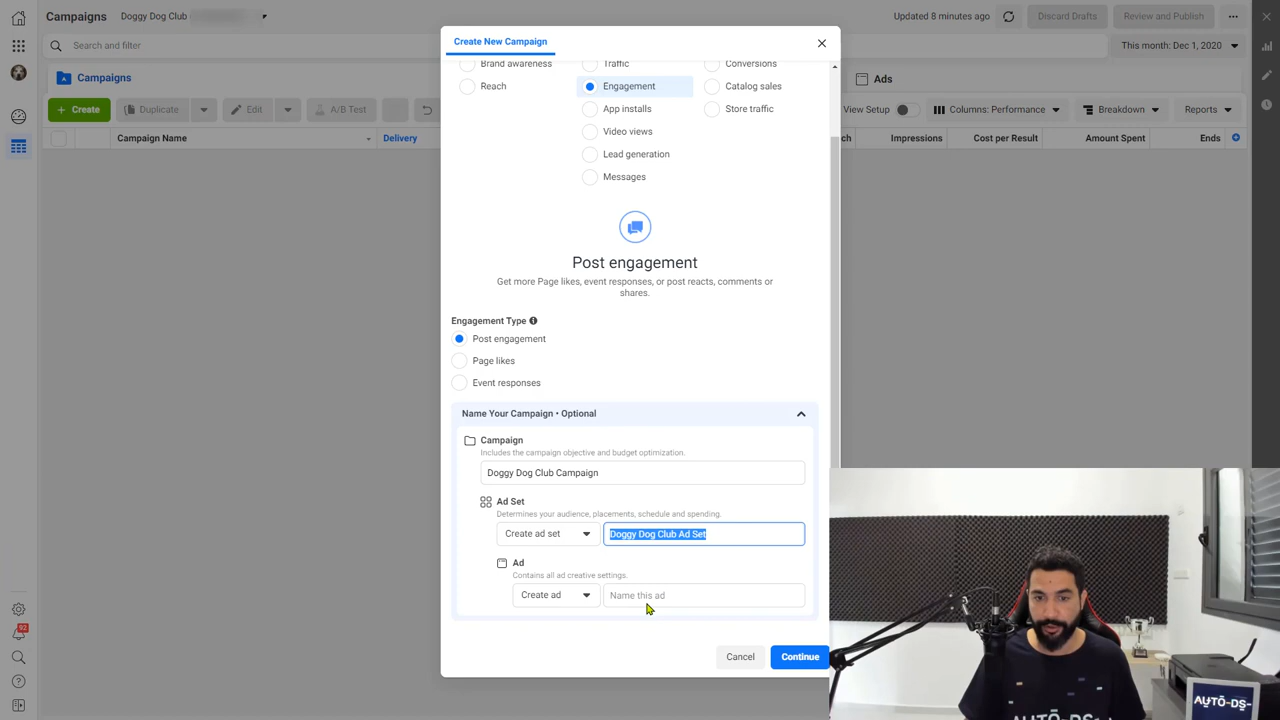 Campaigns
Doggy Dog Club
Updated 8 minutes ago
Discard Drafts
Review and Publish
Search and filter
This month: Dec 1, 2020
Campaigns
Ads
Create
Duplicate
Edit
A/B Test
View Setup
Columns: Performance
Breakdown
Reports
Campaign Name
Delivery
ch
Impressions
Cost per Result
Amount Spent
Ends
Create New Campaign
Brand awareness
Traffic
Conversions
Reach
Engagement
Catalog sales
App installs
Store traffic
Video views
Lead generation
Messages
Post engagement
Get more Page likes, event responses, or post reacts, comments or
shares.
Engagement Type
Post engagement
Page likes
Event responses
Name Your Campaign • Optional
Campaign
Includes the campaign objective and budget optimization.
Doggy Dog Club Campaign
Ad Set
Determines your audience, placements, schedule and spending.
Create ad set
Doggy Dog Club Ad Set
Ad
Contains all ad creative settings.
Create ad
Name this ad
Cancel
Continue
92
AUTO-DS
AUTO-DS